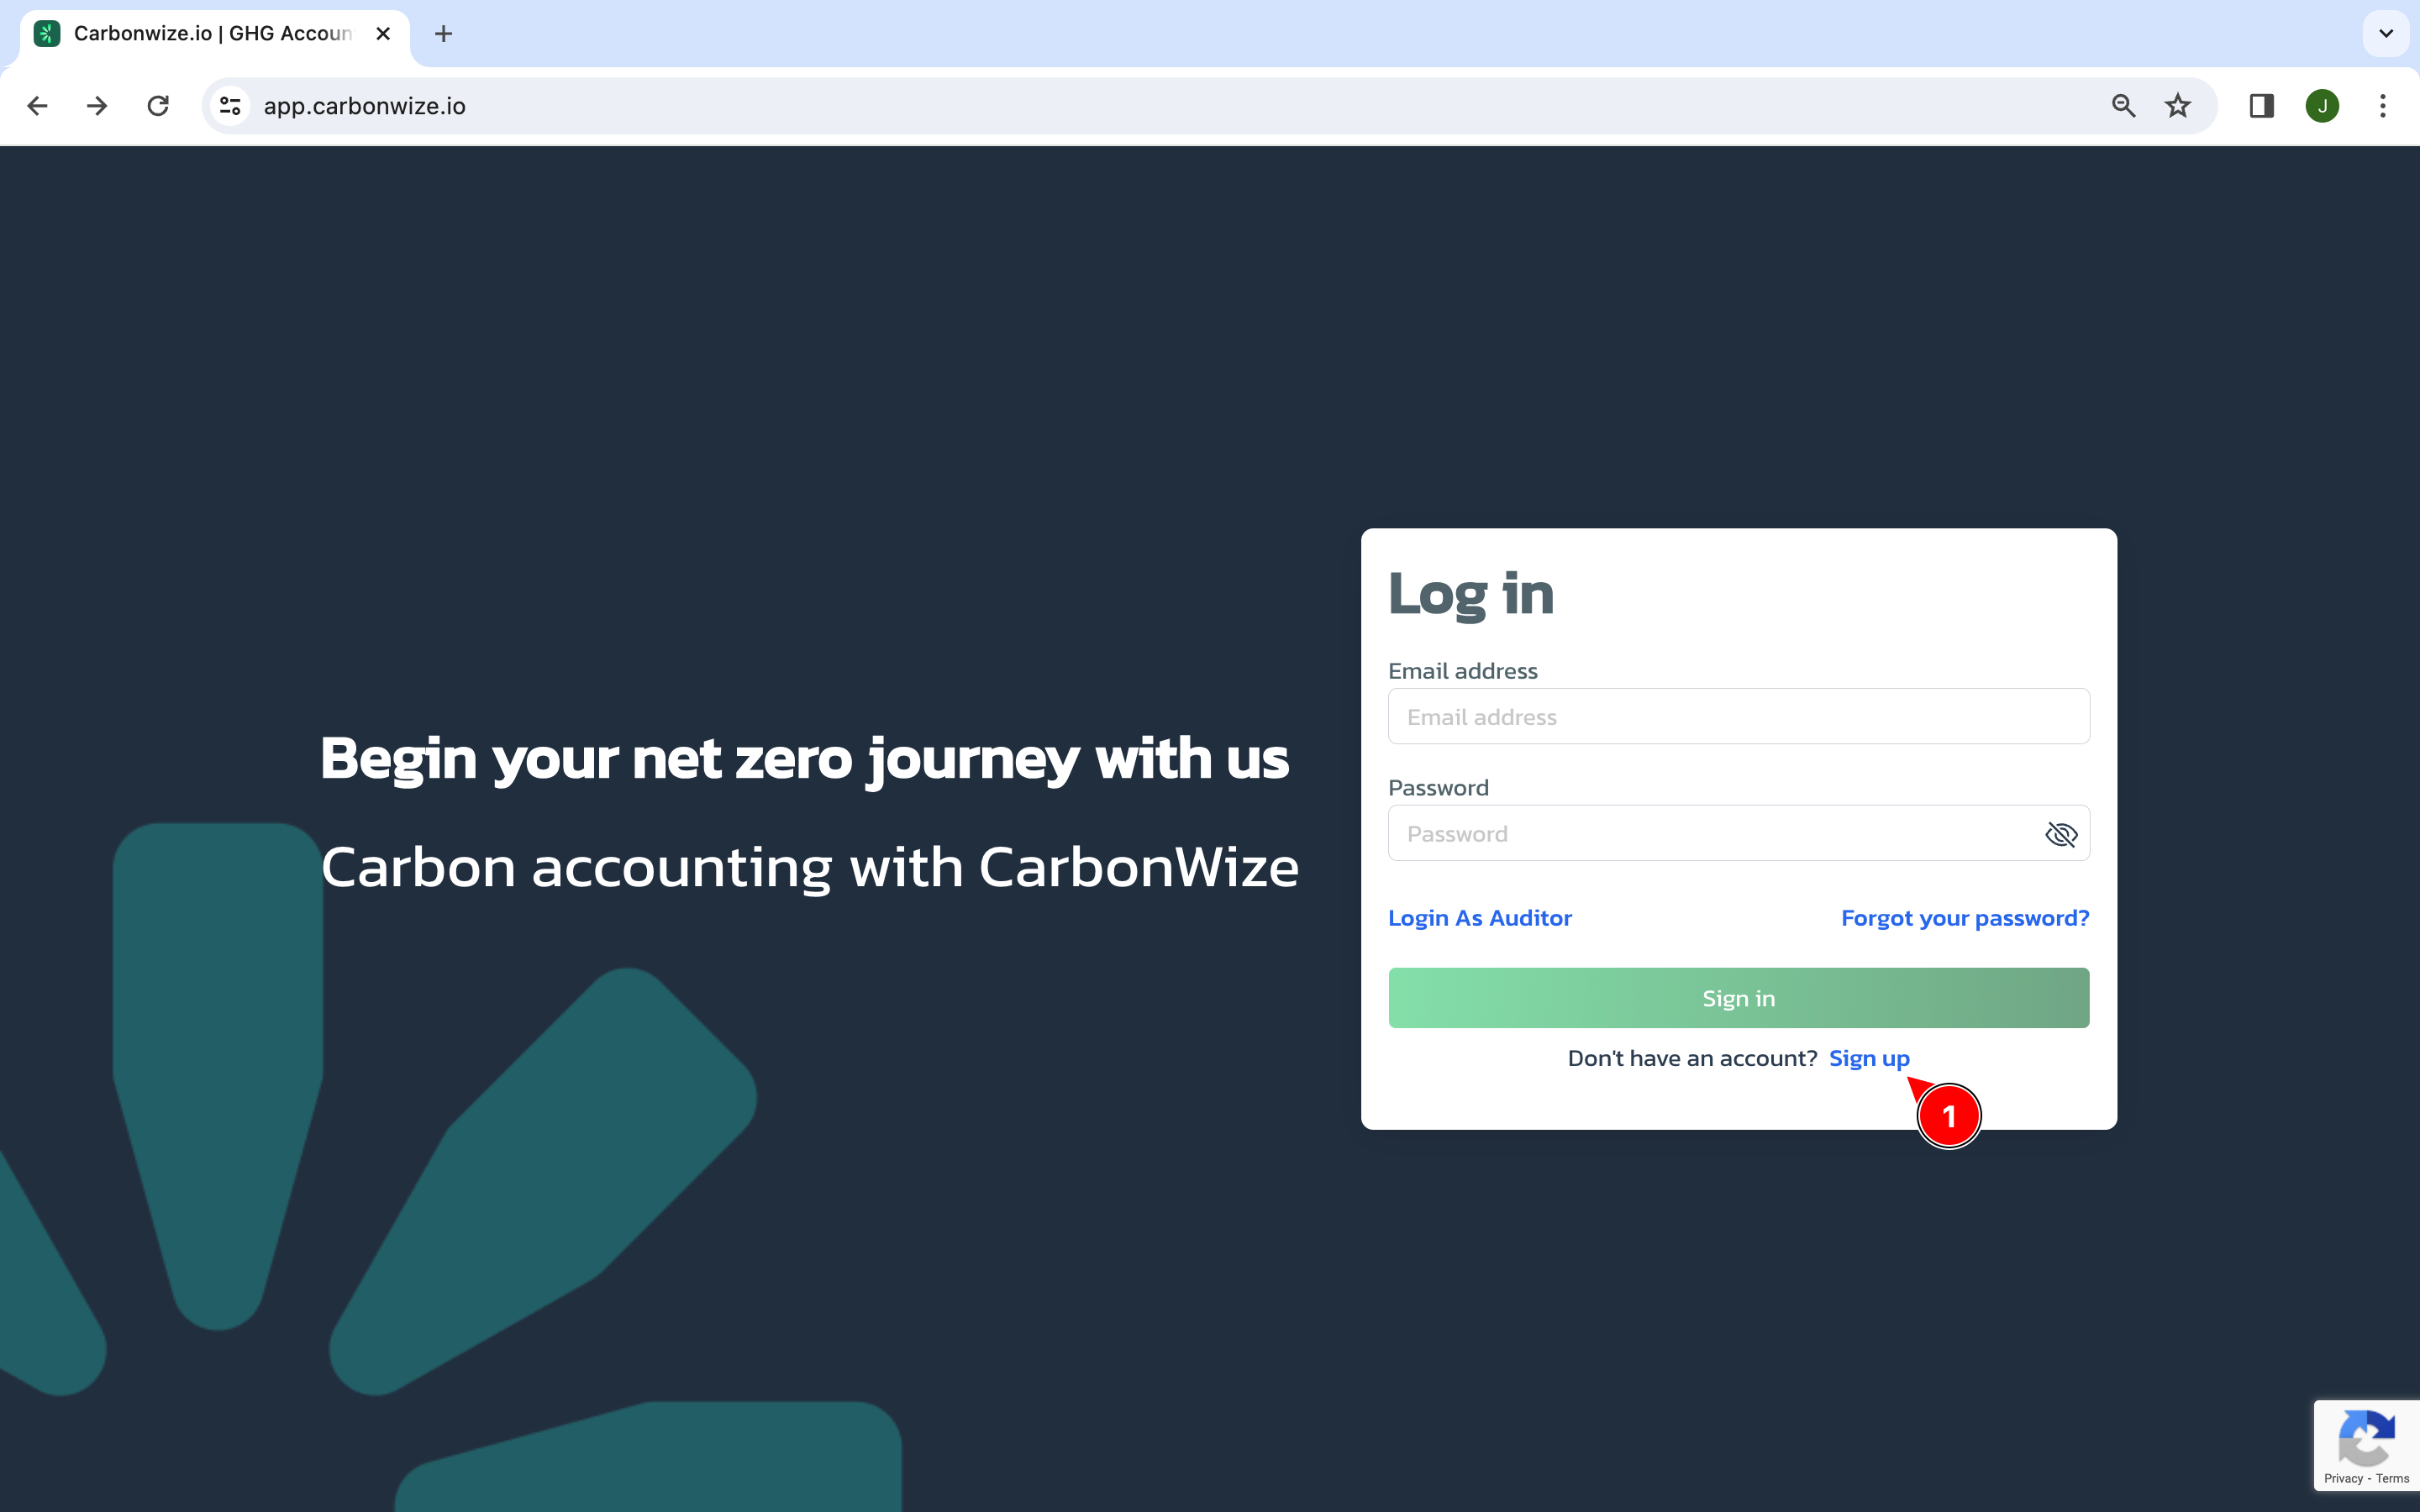 Carbonwize.io | GHG Accoun
app.carbonwize.io
J
Log in
Email address
Email address
Begin your net zero journey with us
Password
Password
Carbon accounting with CarbonWize
Login As Auditor Forgot your password?
Sign in
Don't have an account? Sign up
1
Privacy - Terms